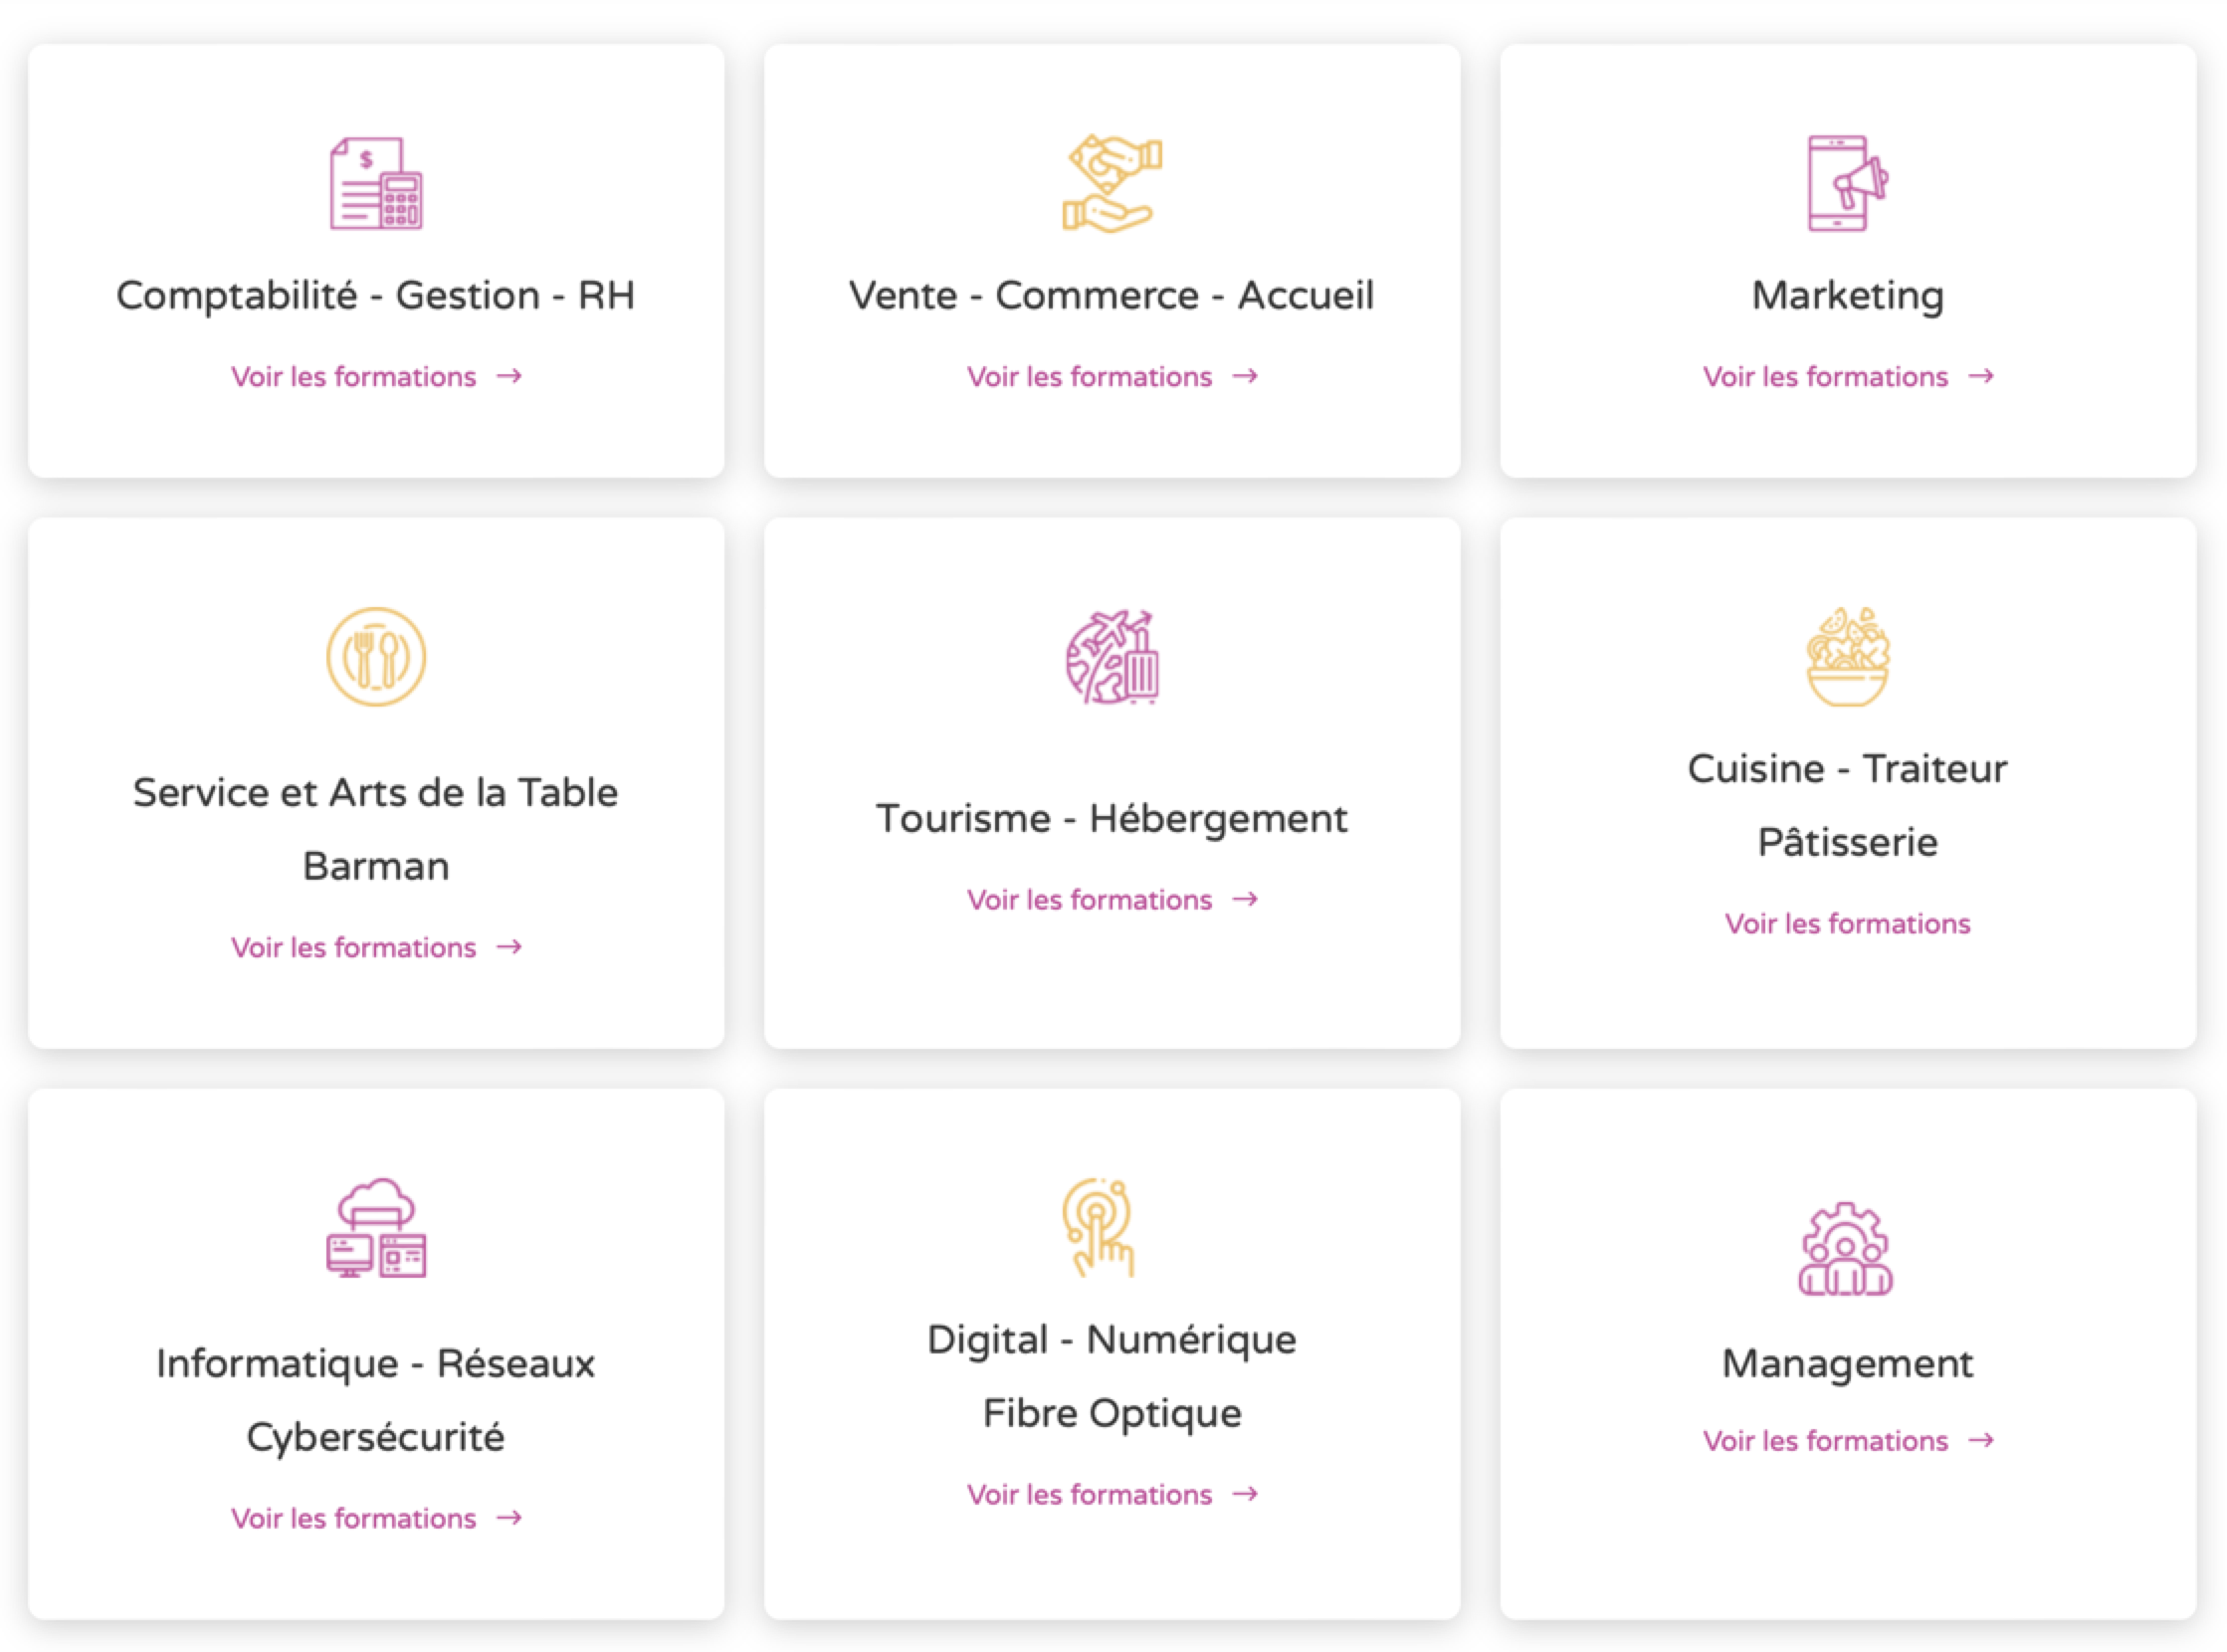 $
Comptabilité - Gestion - RH
Voir les formations →
Vente - Commerce - Accueil
Voir les formations →
Marketing
Voir les formations →
Service et Arts de la Table
Barman
Voir les formations →
Tourisme - Hébergement
Voir les formations →
Cuisine - Traiteur
Pâtisserie
Voir les formations
Informatique - Réseaux
Cybersécurité
Voir les formations →
Digital - Numérique
Fibre Optique
Voir les formations →
Management
Voir les formations →